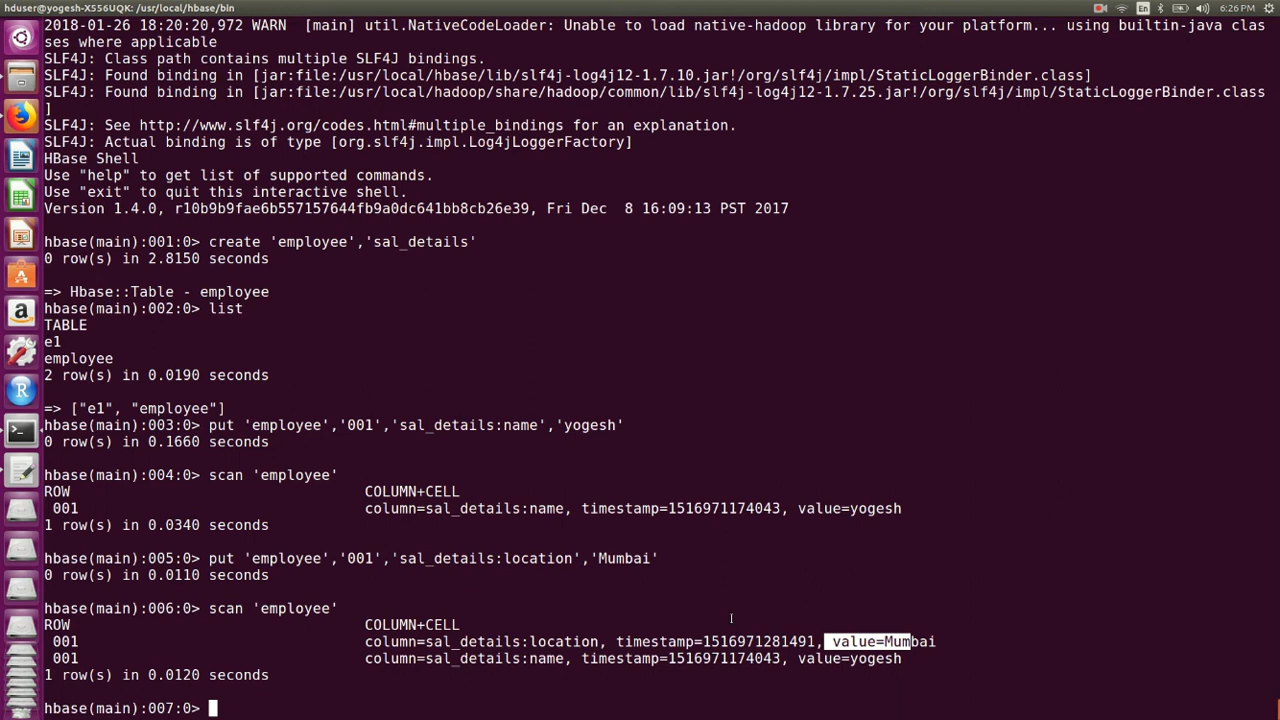 hduser@yogesh-X556UQK: /usr/local/hbase/bin
En
6:26 PM
2018-01-26 18:20:20,972 WARN  [main] util.NativeCodeLoader: Unable to load native-hadoop library for your platform... using builtin-java clas
ses where applicable
SLF4J: Class path contains multiple SLF4J bindings.
SLF4J: Found binding in [jar:file:/usr/local/hbase/lib/slf4j-log4j12-1.7.10.jar!/org/slf4j/impl/StaticLoggerBinder.class]
SLF4J: Found binding in [jar:file:/usr/local/hadoop/share/hadoop/common/lib/slf4j-log4j12-1.7.25.jar!/org/slf4j/impl/StaticLoggerBinder.class
]
SLF4J: See http://www.slf4j.org/codes.html#multiple_bindings for an explanation.
SLF4J: Actual binding is of type [org.slf4j.impl.Log4jLoggerFactory]
HBase Shell
Use "help" to get list of supported commands.
Use "exit" to quit this interactive shell.
Version 1.4.0, r10b9b9fae6b557157644fb9a0dc641bb8cb26e39, Fri Dec  8 16:09:13 PST 2017
hbase(main):001:0> create 'employee','sal_details'
0 row(s) in 2.8150 seconds
=> Hbase::Table - employee
hbase(main):002:0> list
TABLE
e1
employee
2 row(s) in 0.0190 seconds
=> ["e1", "employee"]
hbase(main):003:0> put 'employee','001','sal_details:name','yogesh'
0 row(s) in 0.1660 seconds
hbase(main):004:0> scan 'employee'
ROW COLUMN+CELL
001 column=sal_details:name, timestamp=1516971174043, value=yogesh
1 row(s) in 0.0340 seconds
hbase(main):005:0> put 'employee','001','sal_details:location','Mumbai'
0 row(s) in 0.0110 seconds
hbase(main):006:0> scan 'employee'
ROW COLUMN+CELL
001 column=sal_details:location, timestamp=1516971281491, value=Mumbai
001 column=sal_details:name, timestamp=1516971174043, value=yogesh
1 row(s) in 0.0120 seconds
hbase(main):007:0>